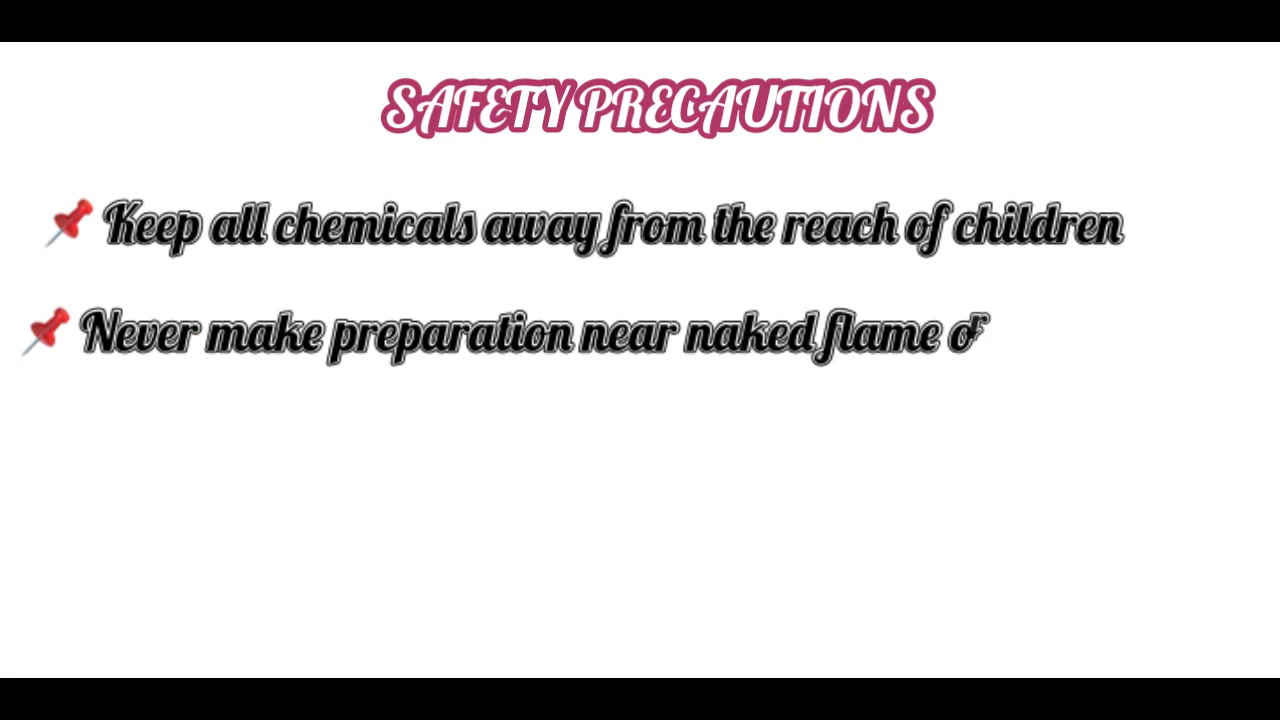 SAFETY PRECAUTIONS
Keep all chemicals away from the reach of children
Never make preparation near naked flame